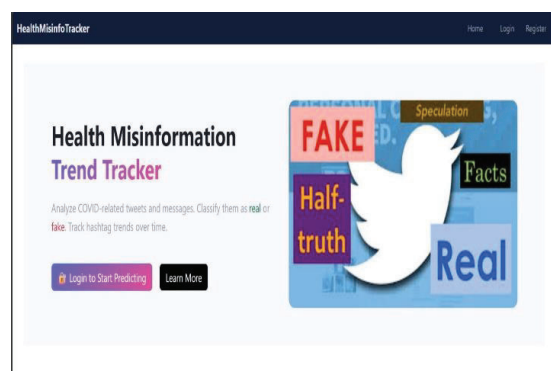 HealthMisinfoTracker
Home Login Register
Health Misinformation
Trend Tracker
Analyze COVID-related tweets and messages. Classify them as real or
fake. Track hashtag trends over time.
🔐 Login to Start Predicting
Learn More
Speculation
FAKE
Facts
Half-
truth
Real